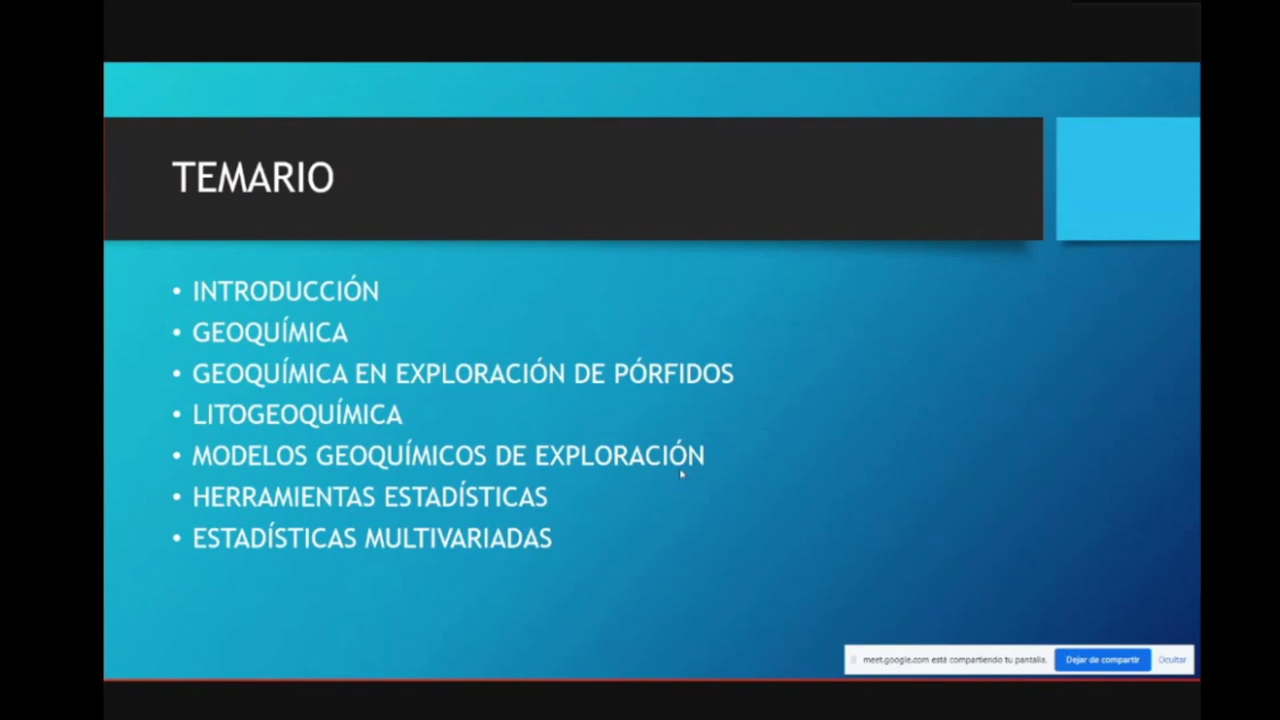 TEMARIO
• INTRODUCCIÓN
• GEOQUÍMICA
• GEOQUÍMICA EN EXPLORACIÓN DE PÓRFIDOS
• LITOGEOQUÍMICA
• MODELOS GEOQUÍMICOS DE EXPLORACIÓN
• HERRAMIENTAS ESTADÍSTICAS
• ESTADÍSTICAS MULTIVARIADAS
meet.google.com está compartiendo tu pantalla. Dejar de compartir Ocultar